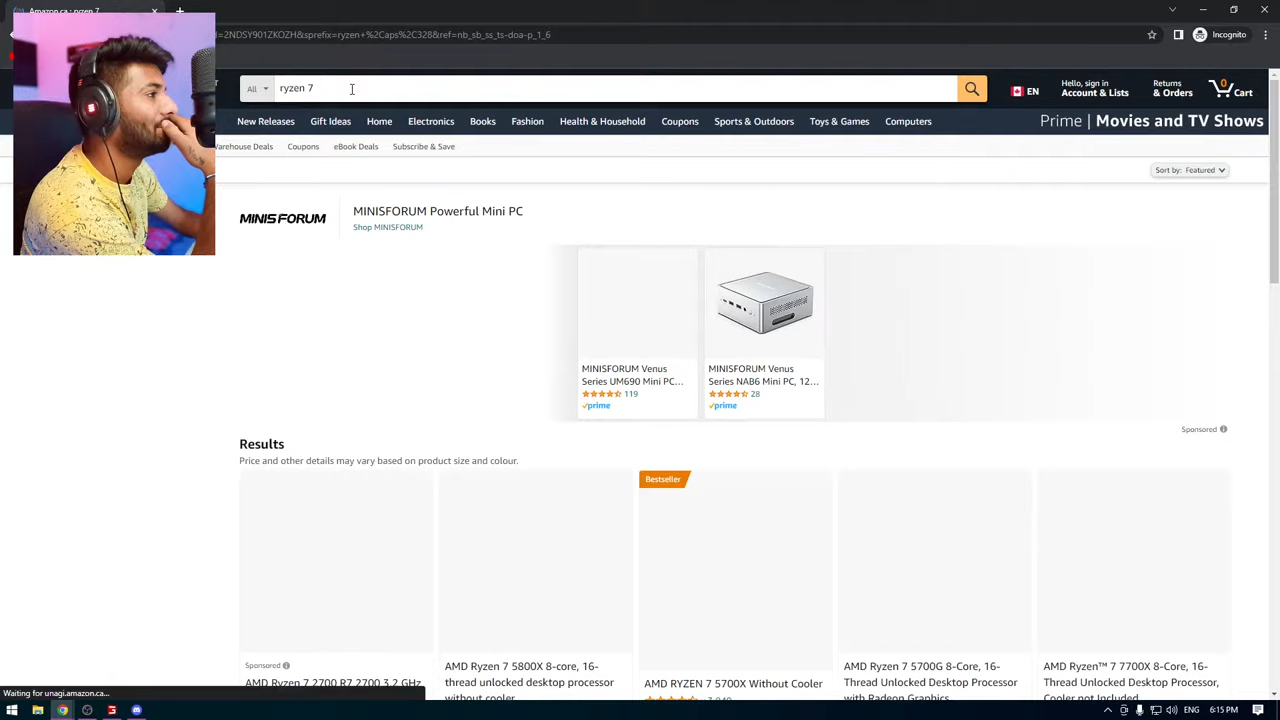 Amazon.ca : ryzen 7
=2NDSY901ZKOZH&sprefix=ryzen+%2Caps%2C328&ref=nb_sb_ss_ts-doa-p_1_6
Incognito
All
ryzen 7
EN
Hello, sign in
Account & Lists
Returns
& Orders
0
Cart
New Releases
Gift Ideas
Home
Electronics
Books
Fashion
Health & Household
Coupons
Sports & Outdoors
Toys & Games
Computers
Prime | Movies and TV Shows
Warehouse Deals
Coupons
eBook Deals
Subscribe & Save
Sort by: Featured
MINISFORUM
MINISFORUM Powerful Mini PC
Shop MINISFORUM
MINISFORUM Venus
Series UM690 Mini PC…
119
prime
MINISFORUM Venus
Series NAB6 Mini PC, 12…
28
prime
Sponsored
Results
Price and other details may vary based on product size and colour.
Bestseller
Sponsored
AMD Ryzen 7 2700 R7 2700 3.2 GHz
AMD Ryzen 7 5800X 8-core, 16-
thread unlocked desktop processor
without cooler
AMD RYZEN 7 5700X Without Cooler
AMD Ryzen 7 5700G 8-Core, 16-
Thread Unlocked Desktop Processor
with Radeon Graphics
AMD Ryzen™ 7 7700X 8-Core, 16-
Thread Unlocked Desktop Processor,
Cooler not included
Waiting for unagi.amazon.ca...
ENG
6:15 PM